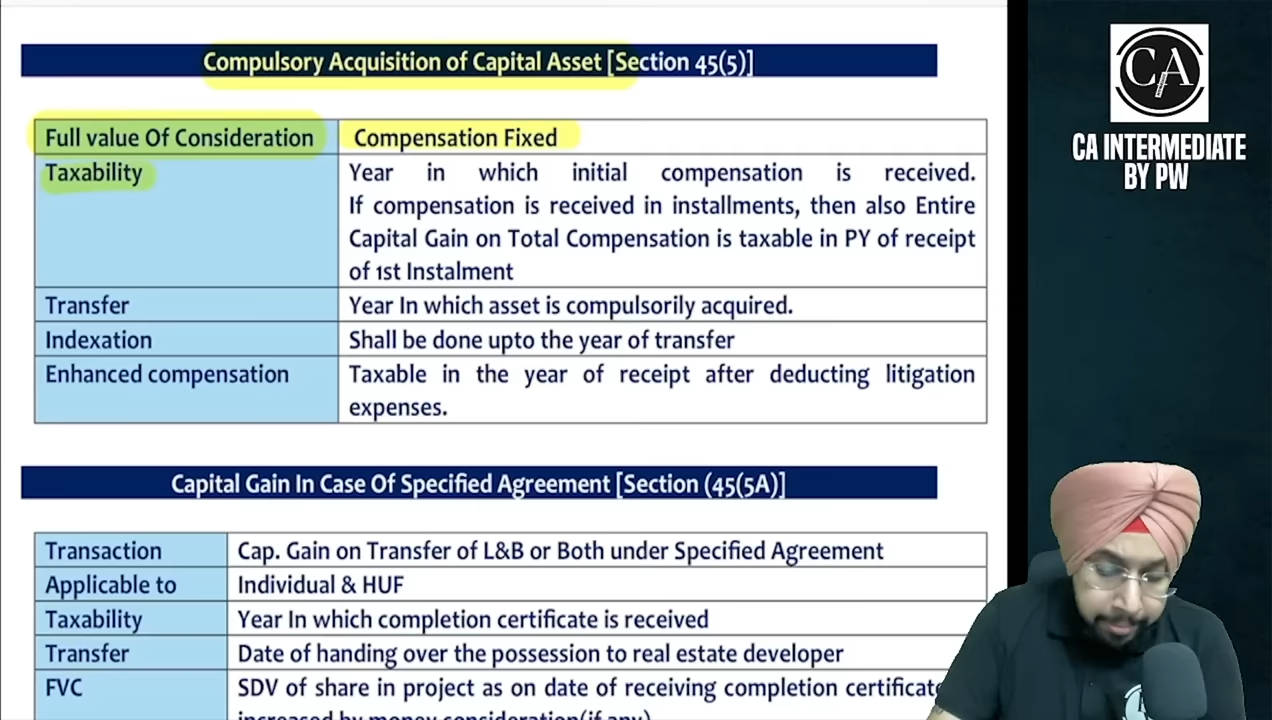 Compulsory Acquisition of Capital Asset [Section 45(5)]
Full value Of Consideration Compensation Fixed
Taxability Year in which initial compensation is received.
If compensation is received in installments, then also Entire
Capital Gain on Total Compensation is taxable in PY of receipt
of 1st Instalment
Transfer Year In which asset is compulsorily acquired.
Indexation Shall be done upto the year of transfer
Enhanced compensation Taxable in the year of receipt after deducting litigation
expenses.
Capital Gain In Case Of Specified Agreement [Section (45(5A)]
Transaction Cap. Gain on Transfer of L&B or Both under Specified Agreement
Applicable to Individual & HUF
Taxability Year In which completion certificate is received
Transfer Date of handing over the possession to real estate developer
FVC SDV of share in project as on date of receiving completion certificate
increased by money consideration(if any)
CA
CA INTERMEDIATE
BY PW